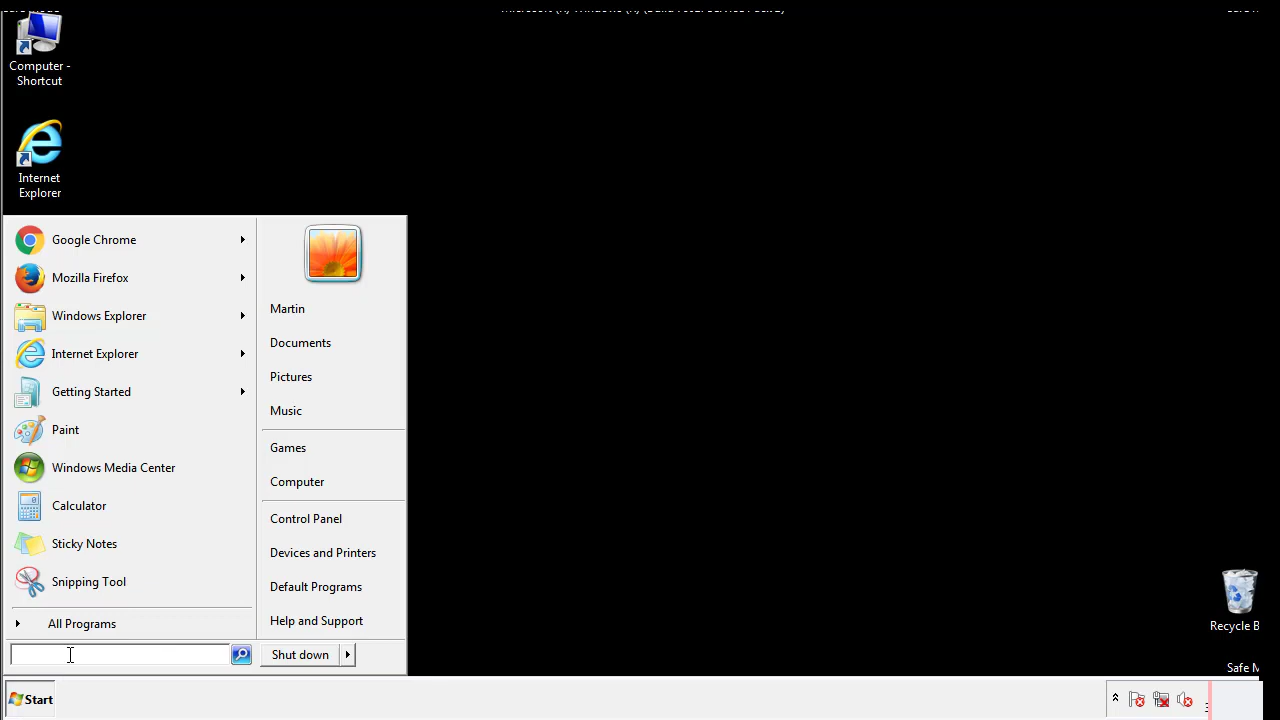 Computer -
Shortcut
Internet
Explorer
Google Chrome
Mozilla Firefox
Windows Explorer
Internet Explorer
Getting Started
Paint
Windows Media Center
Calculator
Sticky Notes
Snipping Tool
All Programs
Martin
Documents
Pictures
Music
Games
Computer
Control Panel
Devices and Printers
Default Programs
Help and Support
Shut down
Recycle B
Safe M
Start